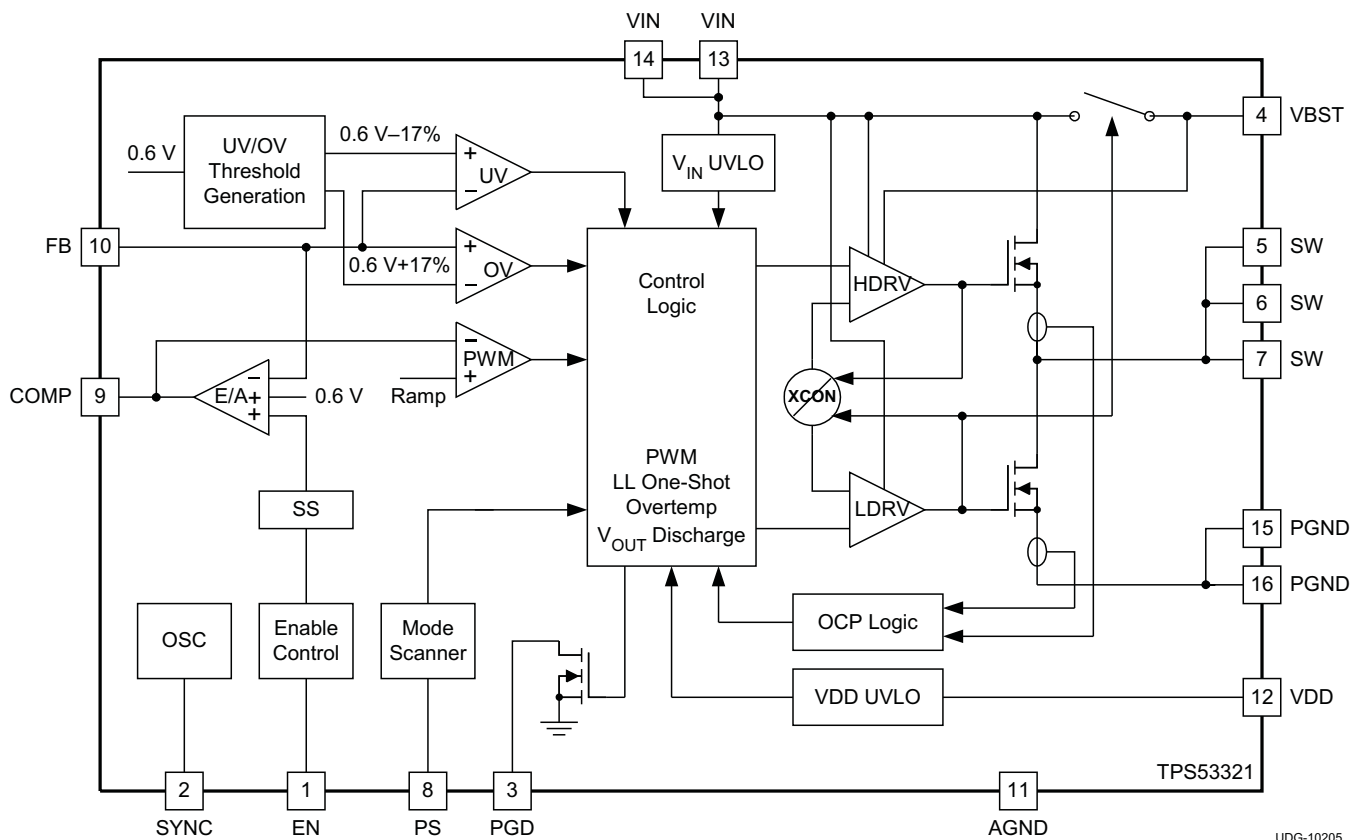 VIN
VIN
14
13
4
VBST
0.6 V
UV/OV
Threshold
Generation
0.6 V–17%
+
UV
–
V_IN UVLO
FB
10
0.6 V+17%
+
OV
–
Control
Logic
HDRV
5
SW
6
SW
7
SW
–
PWM
+
Ramp
COMP
9
–
E/A+
+
0.6 V
XCON
SS
PWM
LL One-Shot
Overtemp
V_OUT Discharge
LDRV
15
PGND
16
PGND
OSC
Enable
Control
Mode
Scanner
OCP Logic
VDD UVLO
12
VDD
TPS53321
2
1
8
3
11
SYNC
EN
PS
PGD
AGND
UDG-10205